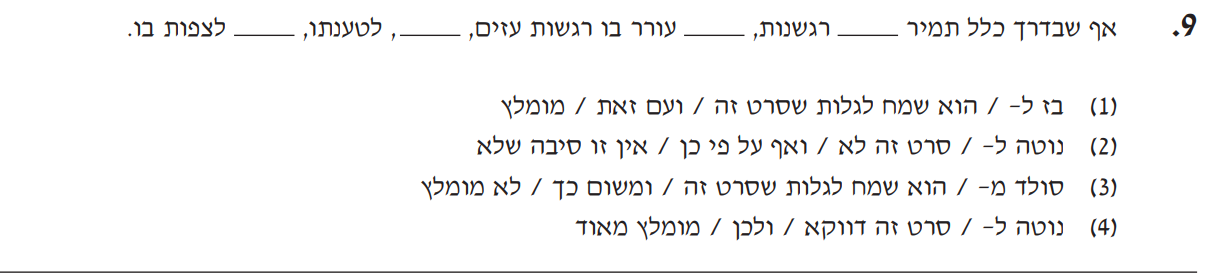 9. אף שבדרך כלל תמיר _____ רגשנות, _____ עורר בו רגשות עזים, _____, לטענתו, _____ לצפות בו.
(1) בז ל- / הוא שמח לגלות שסרט זה / ועם זאת / מומלץ
(2) נוטה ל- / סרט זה לא / ואף על פי כן / אין זו סיבה שלא
(3) סולד מ- / הוא שמח לגלות שסרט זה / ומשום כך / לא מומלץ
(4) נוטה ל- / סרט זה דווקא / ולכן / מומלץ מאוד